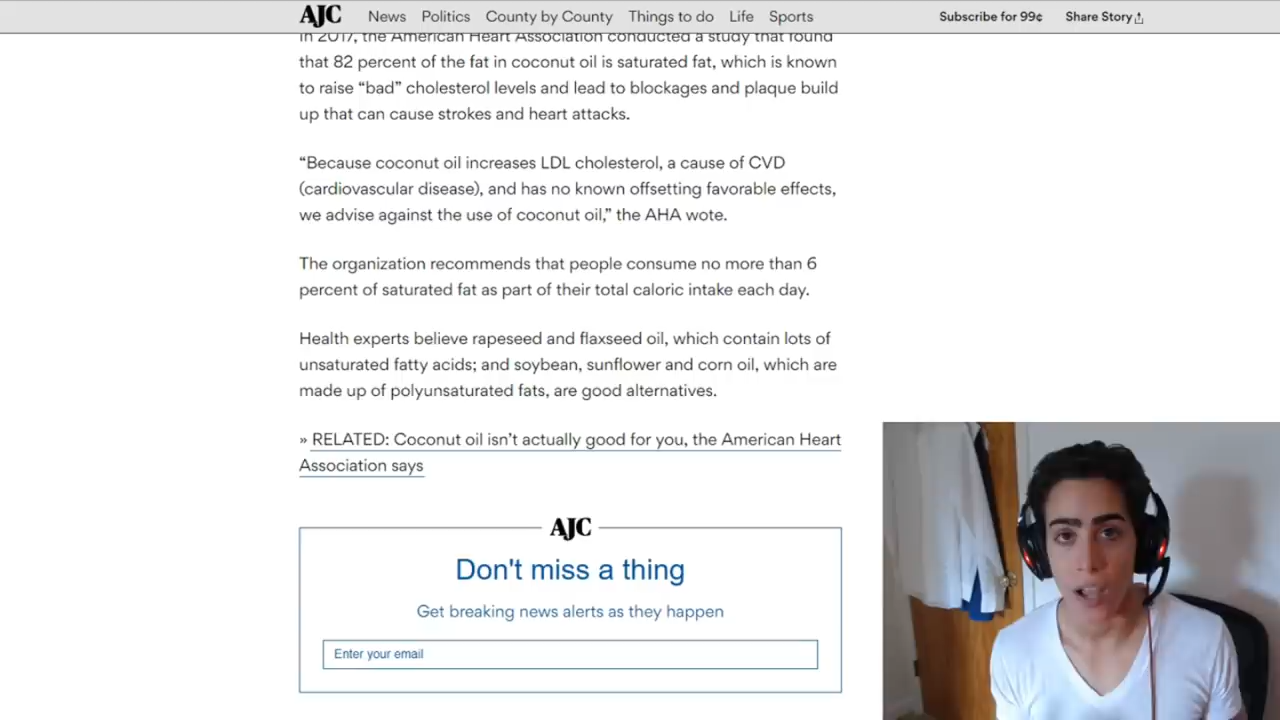 AJC News Politics County by County Things to do Life Sports Subscribe for 99¢ Share Story
In 2017, the American Heart Association conducted a study that found
that 82 percent of the fat in coconut oil is saturated fat, which is known
to raise “bad” cholesterol levels and lead to blockages and plaque build
up that can cause strokes and heart attacks.
“Because coconut oil increases LDL cholesterol, a cause of CVD
(cardiovascular disease), and has no known offsetting favorable effects,
we advise against the use of coconut oil,” the AHA wrote.
The organization recommends that people consume no more than 6
percent of saturated fat as part of their total caloric intake each day.
Health experts believe rapeseed and flaxseed oil, which contain lots of
unsaturated fatty acids; and soybean, sunflower and corn oil, which are
made up of polyunsaturated fats, are good alternatives.
» RELATED: Coconut oil isn’t actually good for you, the American Heart
Association says
AJC
Don't miss a thing
Get breaking news alerts as they happen
Enter your email